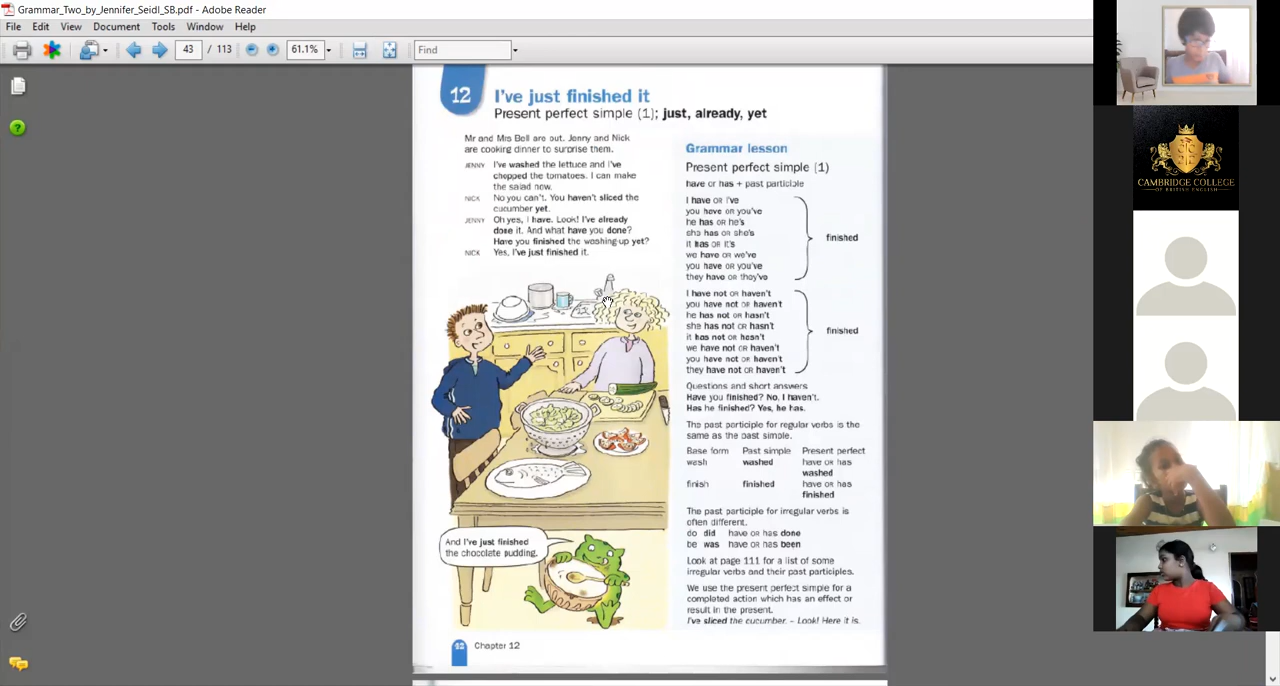 Grammar_Two_by_Jennifer_Seidl_SB.pdf - Adobe Reader
File Edit View Document Tools Window Help
43 / 113 61.1% Find
12 I've just finished it
Present perfect simple (1); just, already, yet
Mr and Mrs Bell are out. Jenny and Nick
are cooking dinner to surprise them.
JENNY I've washed the lettuce and I've
chopped the tomatoes. I can make
the salad now.
NICK No you can't. You haven't sliced the
cucumber yet.
JENNY Oh yes, I have. Look! I've already
done it. And what have you done?
Have you finished the washing-up yet?
NICK Yes, I've just finished it.
And I've just finished
the chocolate pudding.
12 Chapter 12
Grammar lesson
Present perfect simple (1)
have or has + past participle
I have OR I've
you have OR you've
he has OR he's
she has OR she's
it has OR it's
we have OR we've
you have OR you've
they have OR they've
finished
I have not OR haven't
you have not OR haven't
he has not OR hasn't
she has not OR hasn't
it has not OR hasn't
we have not OR haven't
you have not OR haven't
they have not OR haven't
finished
Questions and short answers
Have you finished? No, I haven't.
Has he finished? Yes, he has.
The past participle for regular verbs is the
same as the past simple.
Base form Past simple Present perfect
wash washed have OR has
washed
finish finished have OR has
finished
The past participle for irregular verbs is
often different.
do did have OR has done
be was have OR has been
Look at page 111 for a list of some
irregular verbs and their past participles.
We use the present perfect simple for a
completed action which has an effect or
result in the present.
I've sliced the cucumber. – Look! Here it is.
CAMBRIDGE COLLEGE
OF BRITISH ENGLISH